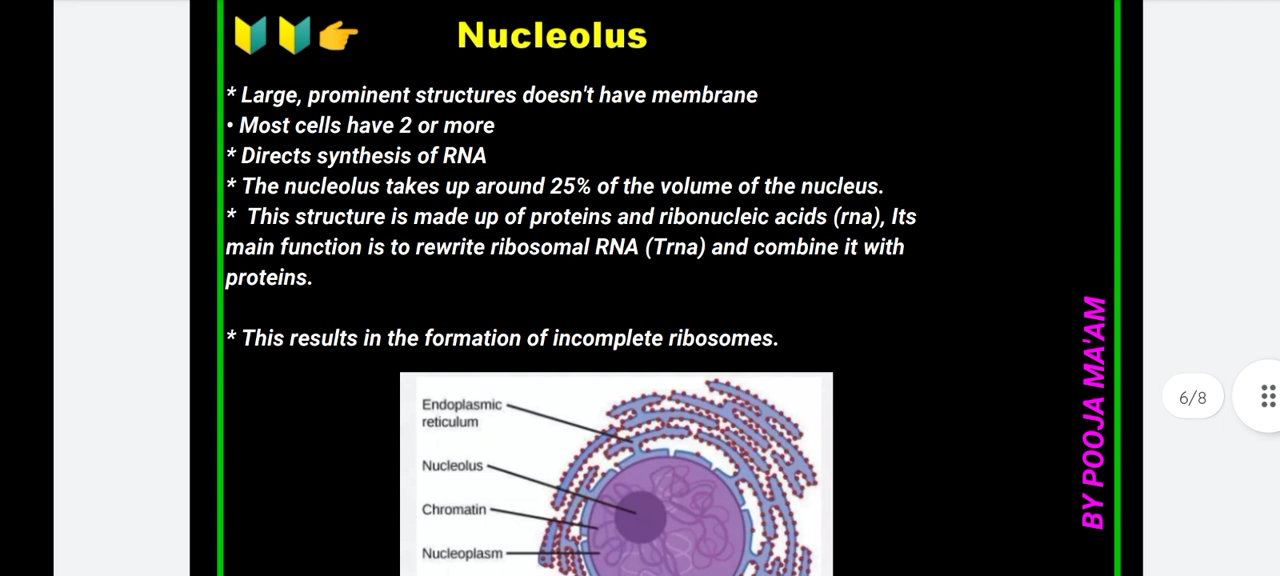 Nucleolus
* Large, prominent structures doesn't have membrane
• Most cells have 2 or more
* Directs synthesis of RNA
* The nucleolus takes up around 25% of the volume of the nucleus.
* This structure is made up of proteins and ribonucleic acids (rna), Its
main function is to rewrite ribosomal RNA (Trna) and combine it with
proteins.
* This results in the formation of incomplete ribosomes.
Endoplasmic
reticulum
Nucleolus
Chromatin
Nucleoplasm
BY POOJA MA'AM
6/8